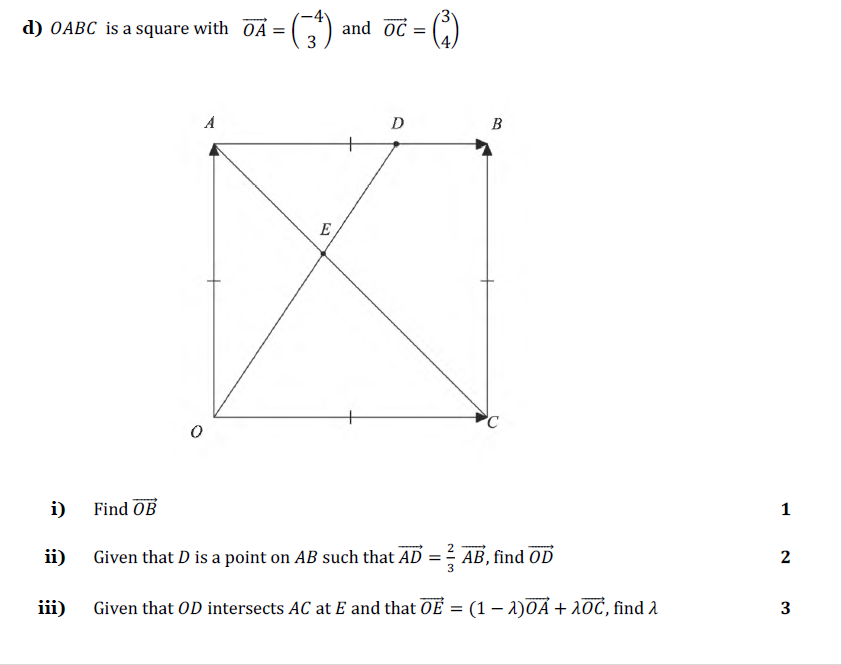 d) OABC is a square with $\overrightarrow{OA} = \begin{pmatrix} -4 \\ 3 \end{pmatrix}$ and $\overrightarrow{OC} = \begin{pmatrix} 3 \\ 4 \end{pmatrix}$
A D B
E
O C
i) Find $\overrightarrow{OB}$ 1
ii) Given that D is a point on AB such that $\overrightarrow{AD} = \frac{2}{3} \overrightarrow{AB}$, find $\overrightarrow{OD}$ 2
iii) Given that OD intersects AC at E and that $\overrightarrow{OE} = (1 - \lambda)\overrightarrow{OA} + \lambda\overrightarrow{OC}$, find $\lambda$ 3